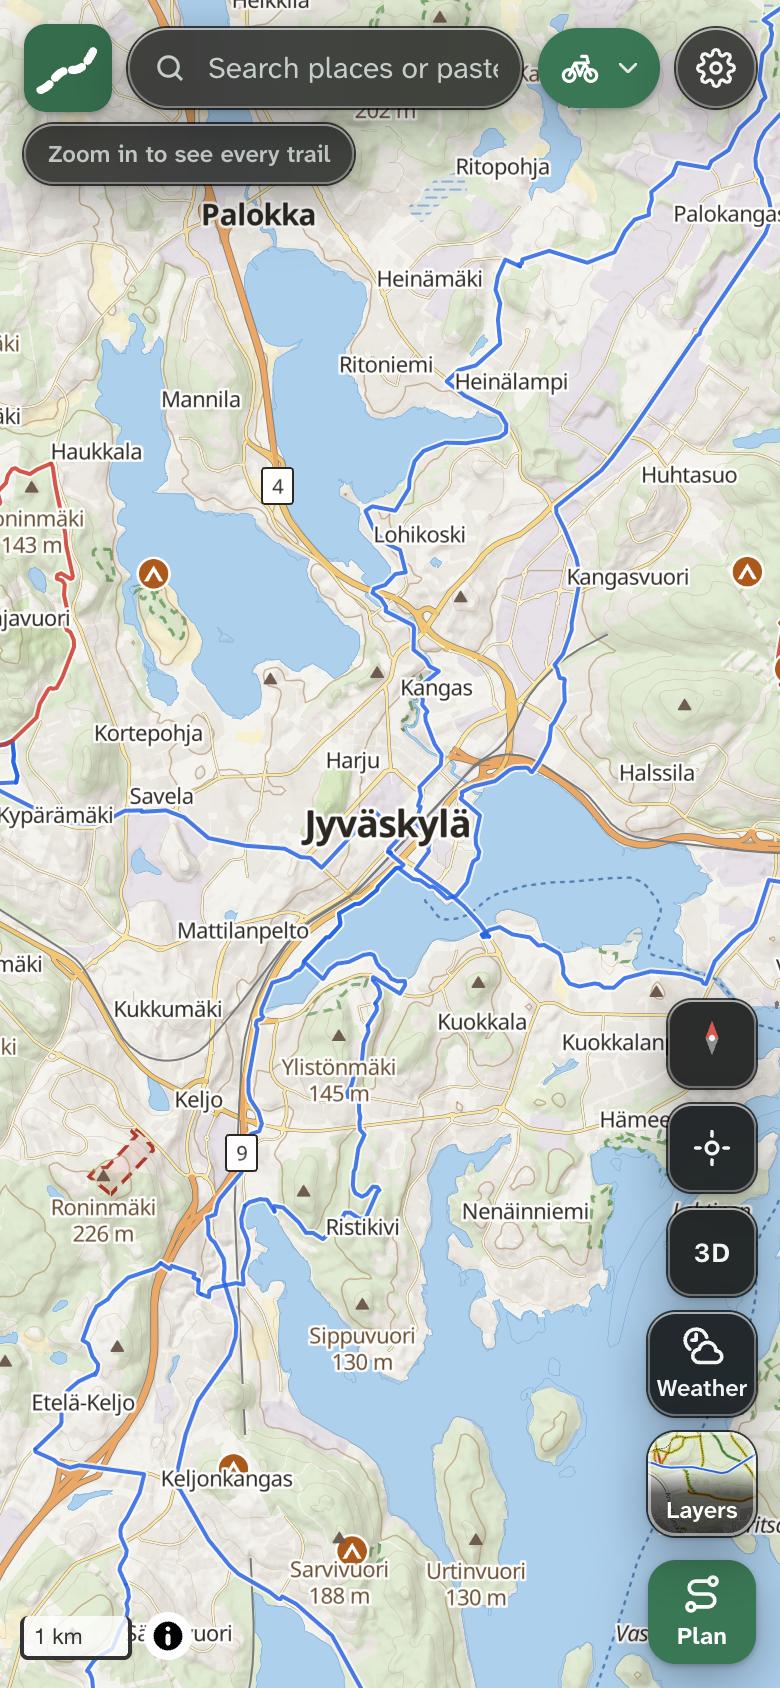 Heikkilä
Search places or paste
202 m
Zoom in to see every trail
Ritopohja
Palokka
Palokangas
Heinämäki
Ritoniemi
Heinälampi
Mannila
Haukkala
4
Huhtasuo
143 m
Lohikoski
Kangasvuori
Kangas
Kortepohja
Harju
Halssila
Savela
Kypärämäki
Jyväskylä
Mattilanpelto
Kukkumäki
Kuokkala
Ylistönmäki
145 m
Keljo
9
Roninmäki
226 m
Ristikivi
Nenäinniemi
3D
Sippuvuori
130 m
Weather
Etelä-Keljo
Keljonkangas
Layers
Sarvivuori
188 m
Urtinvuori
130 m
1 km
Plan